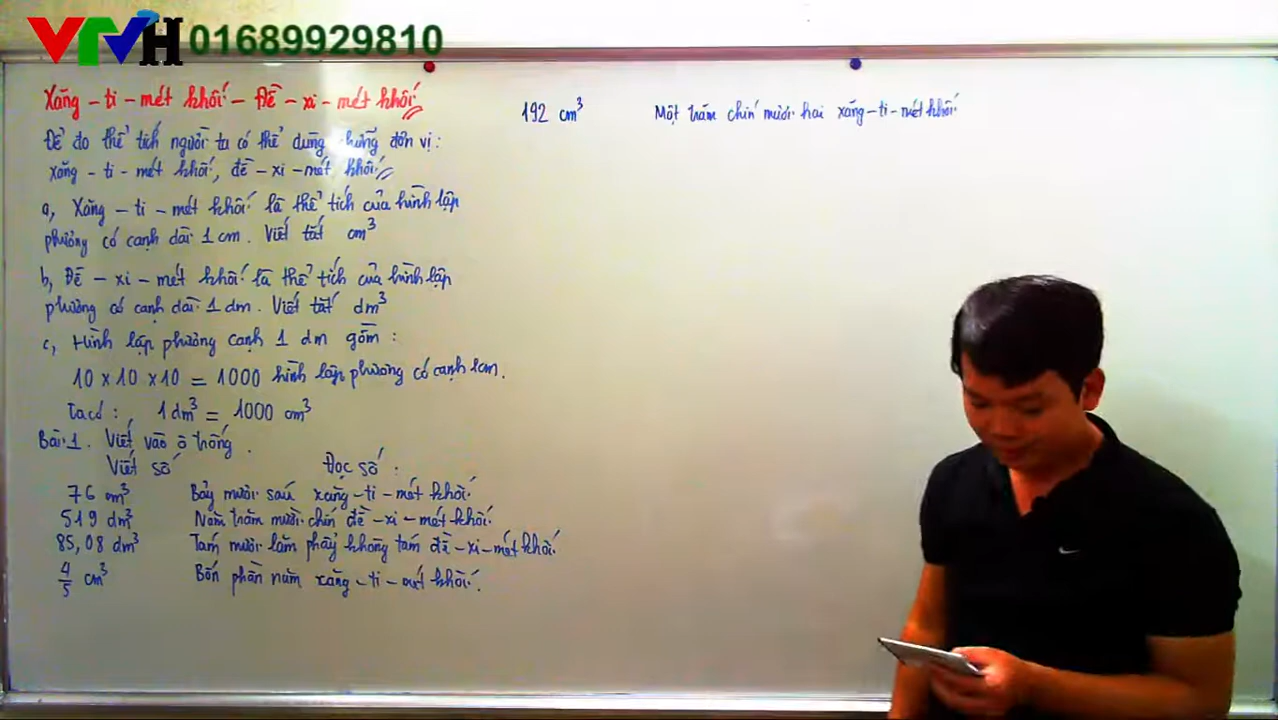 VTVH 01689929810
Xăng-ti-mét khối - Đề-xi-mét khối
Để đo thể tích người ta có thể dùng những đơn vị:
xăng-ti-mét khối, đề-xi-mét khối
a, Xăng-ti-mét khối là thể tích của hình lập
phương có cạnh dài 1 cm. Viết tắt cm³
b, Đề-xi-mét khối là thể tích của hình lập
phương có cạnh dài 1 dm. Viết tắt dm³
c, Hình lập phương cạnh 1 dm gồm:
10 x 10 x 10 = 1000 hình lập phương có cạnh 1cm.
Ta có: 1 dm³ = 1000 cm³
Bài 1. Viết vào ô trống.
Viết số Đọc số:
76 cm³ Bảy mươi sáu xăng-ti-mét khối
519 dm³ Năm trăm mười chín đề-xi-mét khối.
85,08 dm³ Tám mươi lăm phẩy không tám đề-xi-mét khối.
4/5 cm³ Bốn phần năm xăng-ti-mét khối.
192 cm³ Một trăm chín mươi hai xăng-ti-mét khối